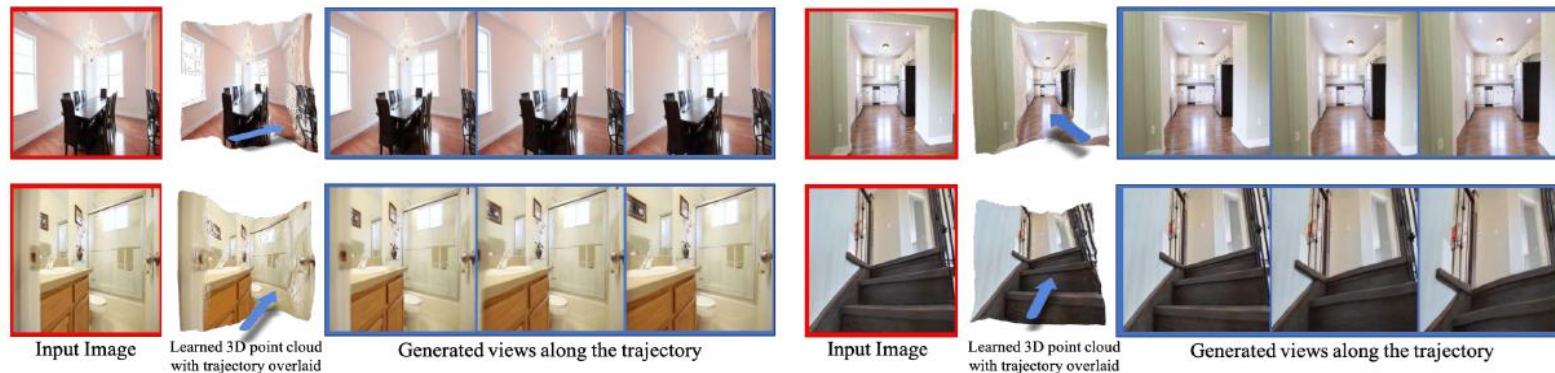 Input Image
Learned 3D point cloud
with trajectory overlaid
Generated views along the trajectory
Input Image
Learned 3D point cloud
with trajectory overlaid
Generated views along the trajectory